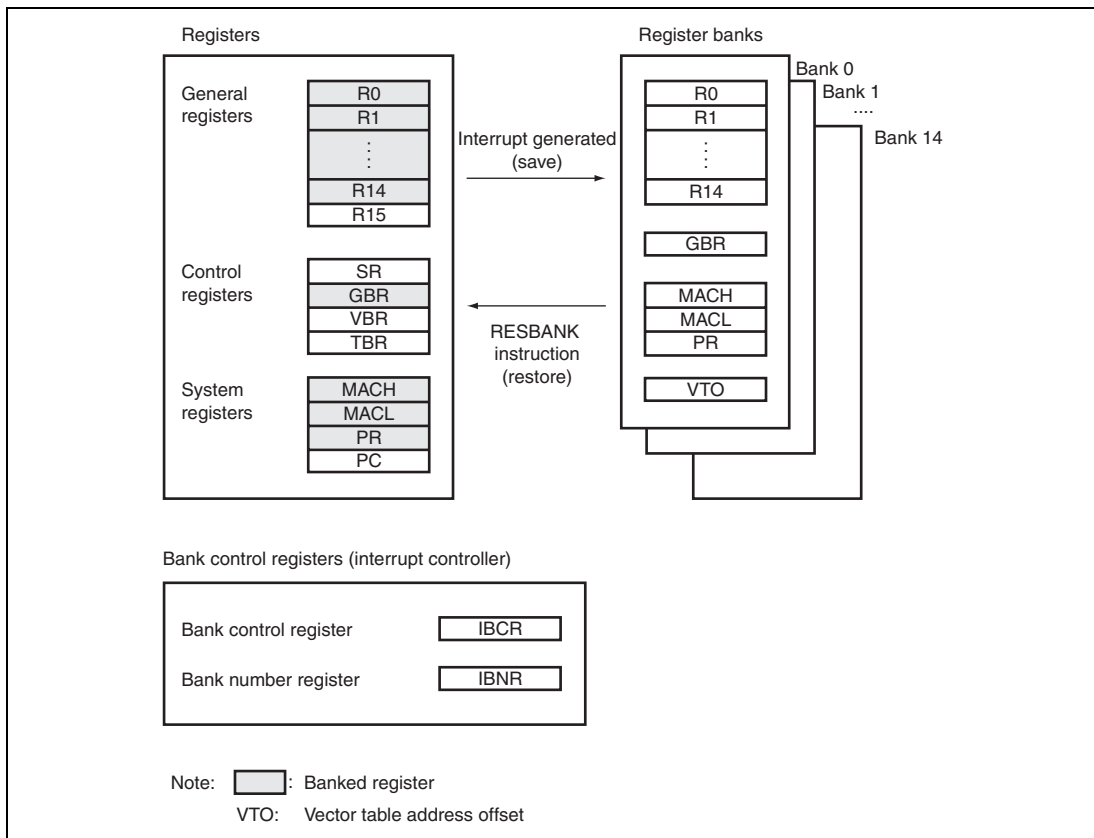 Registers
General
registers
R0
R1
R14
R15
Control
registers
SR
GBR
VBR
TBR
System
registers
MACH
MACL
PR
PC
Interrupt generated
(save)
RESBANK
instruction
(restore)
Register banks
Bank 0
Bank 1
....
Bank 14
R0
R1
R14
GBR
MACH
MACL
PR
VTO
Bank control registers (interrupt controller)
Bank control register IBCR
Bank number register IBNR
Note: : Banked register
VTO: Vector table address offset